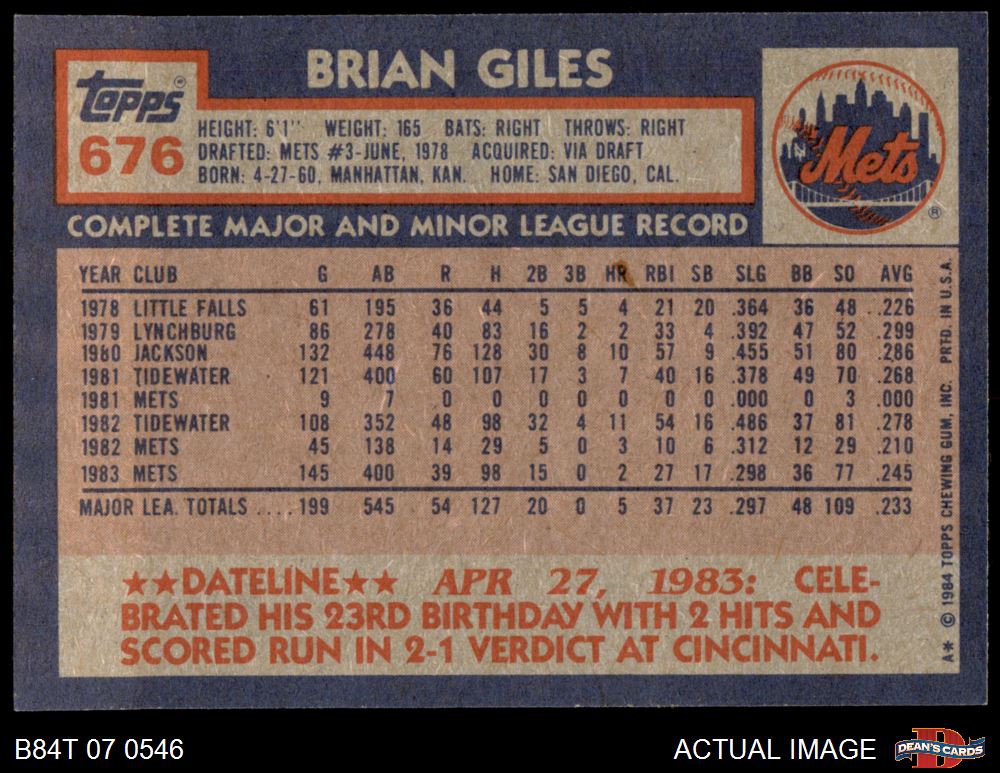 BRIAN GILES
Topps®
676
HEIGHT: 6'1" WEIGHT: 165 BATS: RIGHT THROWS: RIGHT
DRAFTED: METS #3-JUNE, 1978 ACQUIRED: VIA DRAFT
BORN: 4-27-60, MANHATTAN, KAN. HOME: SAN DIEGO, CAL.
Mets
®
COMPLETE MAJOR AND MINOR LEAGUE RECORD
YEAR CLUB G AB R H 2B 3B HR RBI SB SLG BB SO AVG
1978 LITTLE FALLS 61 195 36 44 5 5 4 21 20 .364 36 48 .226
1979 LYNCHBURG 86 278 40 83 16 2 2 33 4 .392 47 52 .299
1980 JACKSON 132 448 76 128 30 8 10 57 9 .455 51 80 .286
1981 TIDEWATER 121 400 60 107 17 3 7 40 16 .378 49 70 .268
1981 METS 9 7 0 0 0 0 0 0 0 .000 0 3 .000
1982 TIDEWATER 108 352 48 98 32 4 11 54 16 .486 37 81 .278
1982 METS 45 138 14 29 5 0 3 10 6 .312 12 29 .210
1983 METS 145 400 39 98 15 0 2 27 17 .298 36 77 .245
MAJOR LEA. TOTALS .... 199 545 54 127 20 0 5 37 23 .297 48 109 .233
★★DATELINE★★ APR 27, 1983: CELE-
BRATED HIS 23RD BIRTHDAY WITH 2 HITS AND
SCORED RUN IN 2-1 VERDICT AT CINCINNATI.
A* © 1984 TOPPS CHEWING GUM, INC. PRTD. IN U.S.A.
B84T 07 0546
ACTUAL IMAGE
DEAN'S CARDS